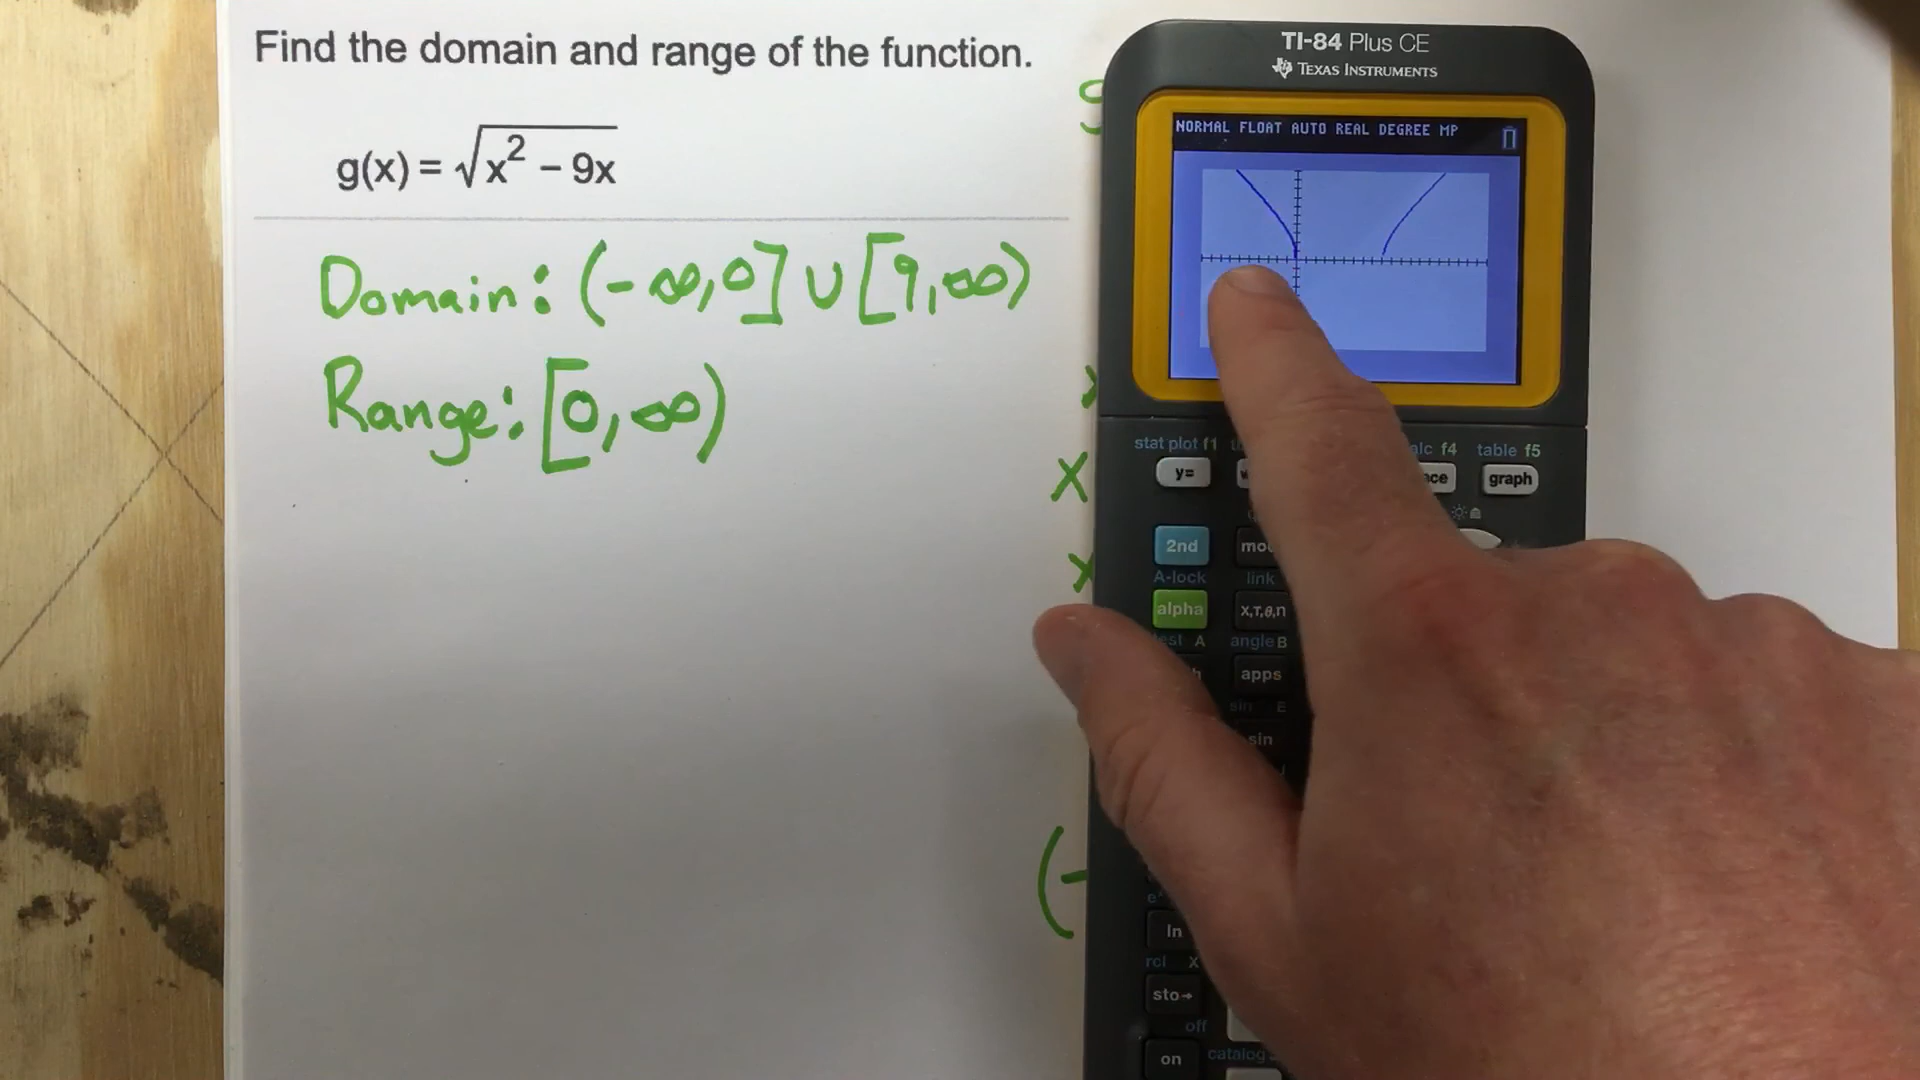 Find the domain and range of the function.
g(x) = √x² − 9x
Domain: (-∞,0] ∪ [9,∞)
Range: [0,∞)
x
x
(-
TI-84 Plus CE
TEXAS INSTRUMENTS
NORMAL FLOAT AUTO REAL DEGREE MP
stat plot f1
f4
table f5
y=
graph
2nd
A-lock
link
alpha
X,T,θ,n
A
angle B
apps
sin E
sin
ln
rcl X
sto→
off
on
catalog